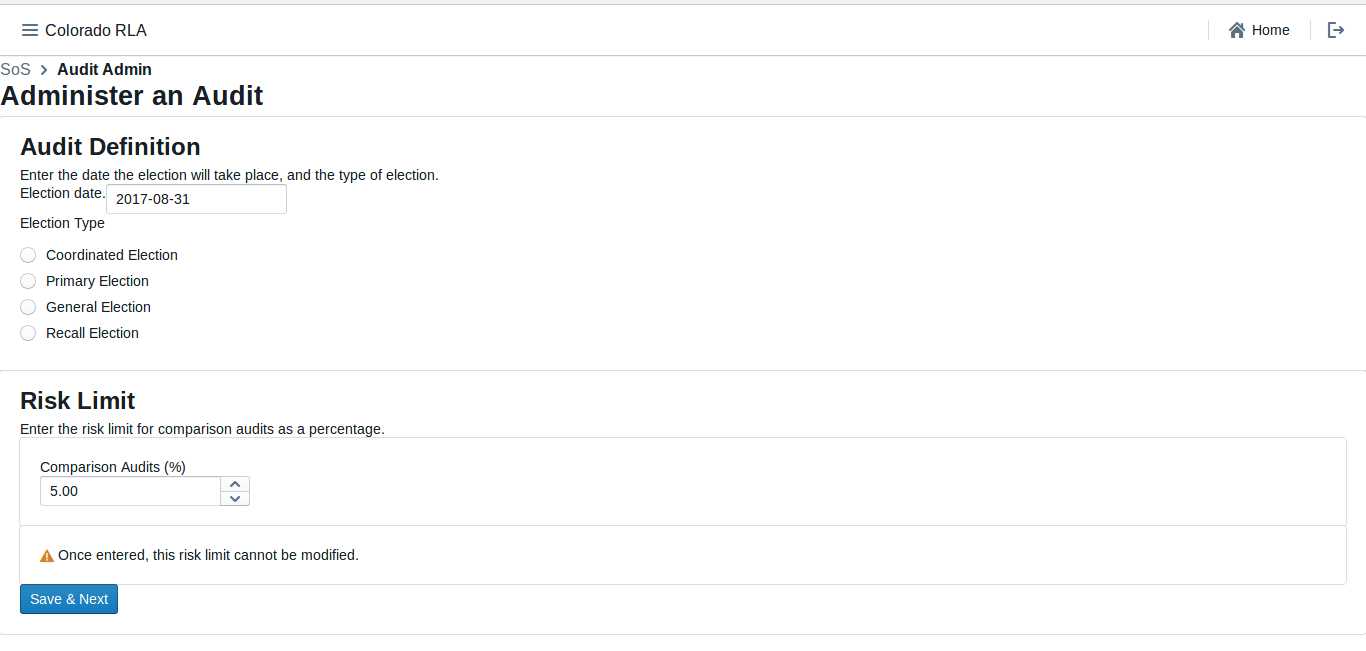 Colorado RLA Home
SoS Audit Admin
Administer an Audit
Audit Definition
Enter the date the election will take place, and the type of election.
Election date. 2017-08-31
Election Type
Coordinated Election
Primary Election
General Election
Recall Election
Risk Limit
Enter the risk limit for comparison audits as a percentage.
Comparison Audits (%)
5.00
Once entered, this risk limit cannot be modified.
Save & Next